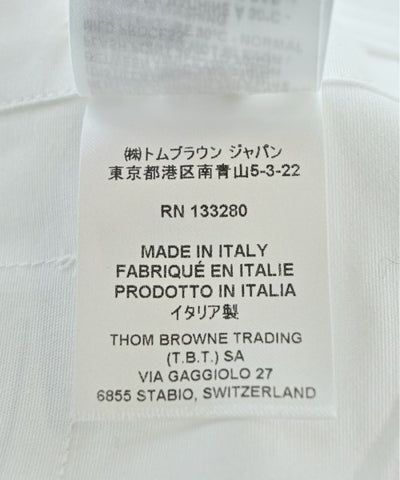 ㈱トムブラウン ジャパン
東京都港区南青山5-3-22
RN 133280
MADE IN ITALY
FABRIQUÉ EN ITALIE
PRODOTTO IN ITALIA
イタリア製
THOM BROWNE TRADING
(T.B.T.) SA
VIA GAGGIOLO 27
6855 STABIO, SWITZERLAND